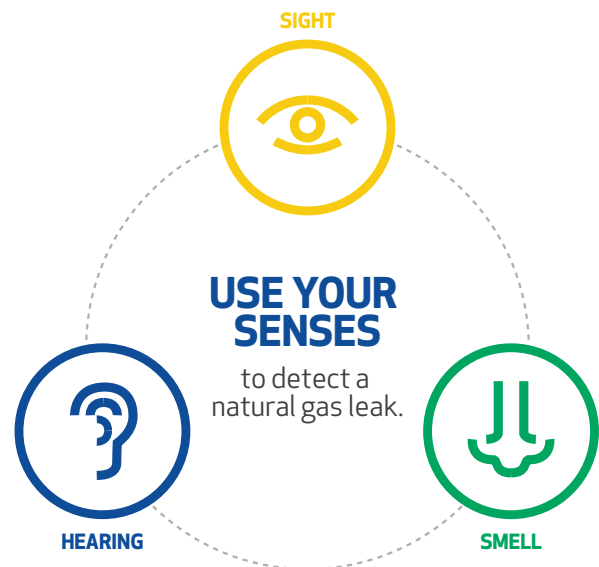 SIGHT
USE YOUR
SENSES
to detect a
natural gas leak.
HEARING
SMELL